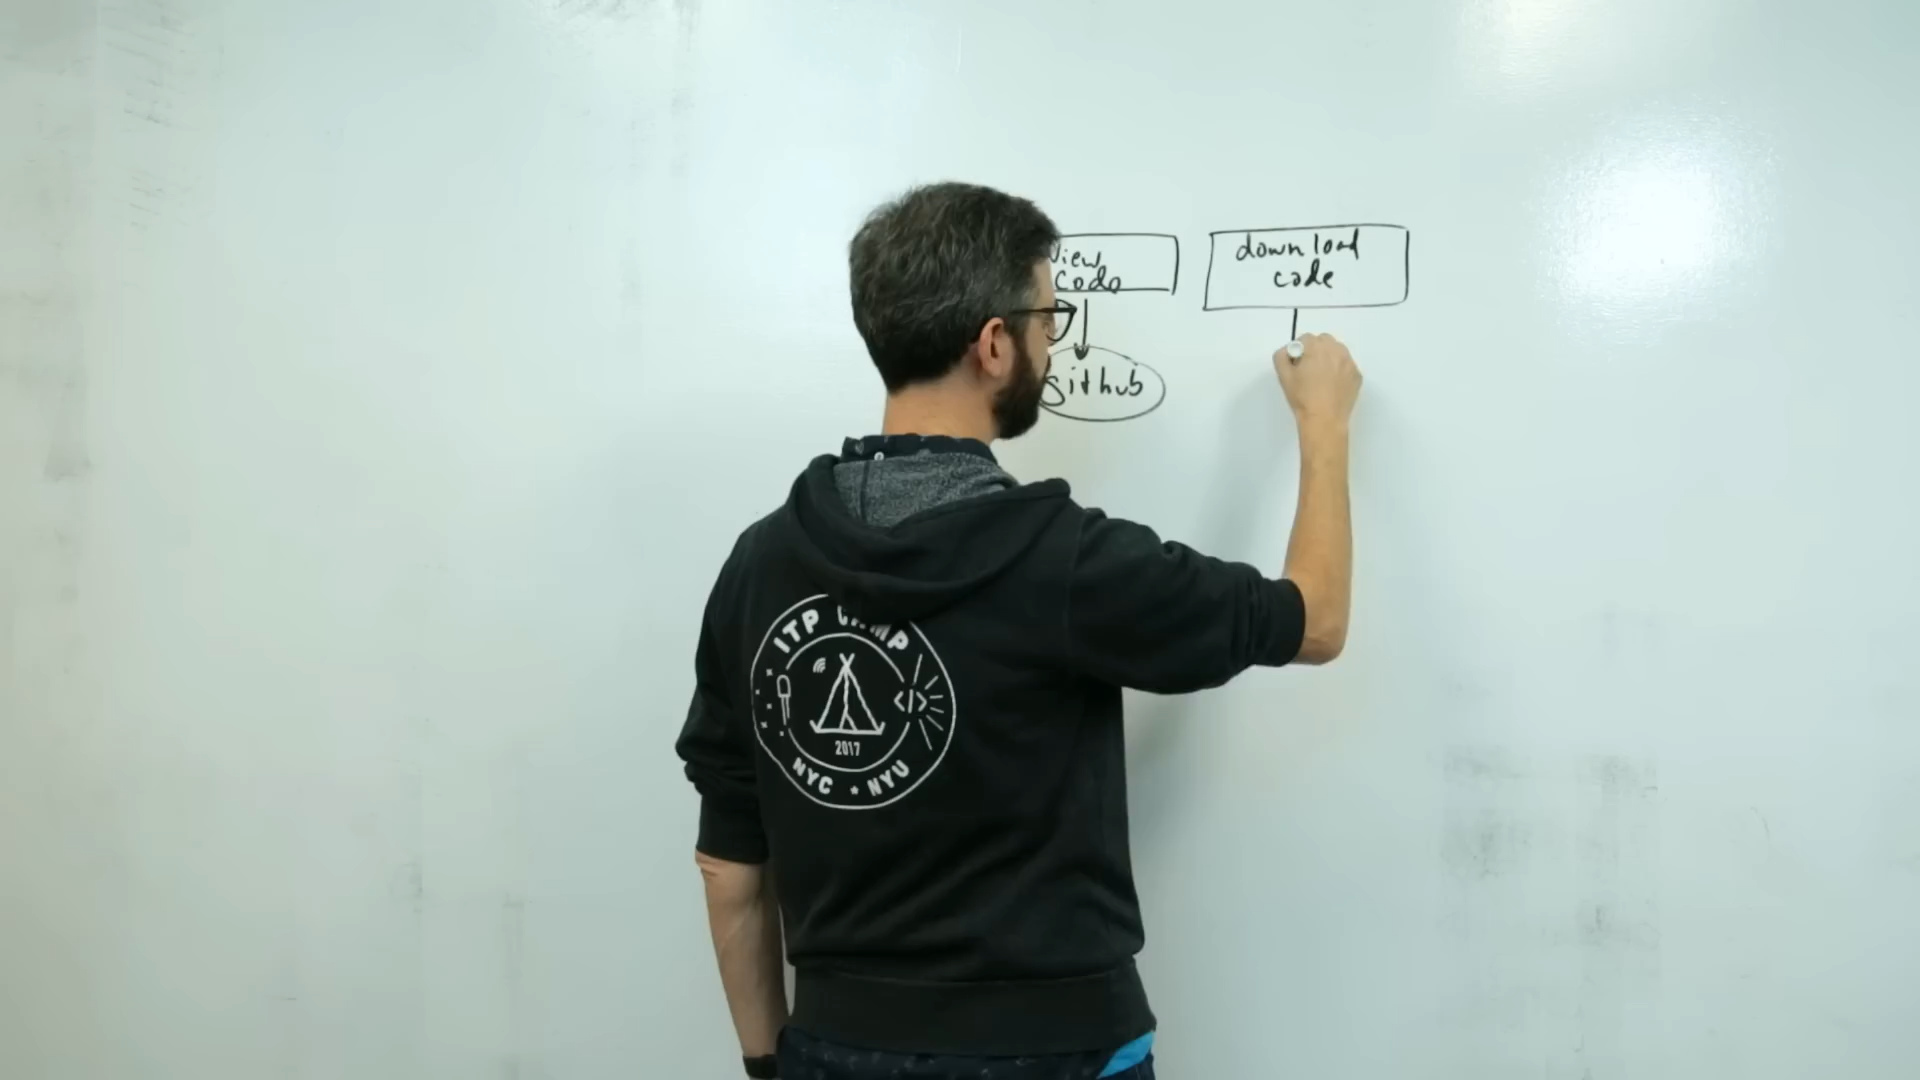 view
code
download
code
github
ITP CAMP
2017
NYC * NYU